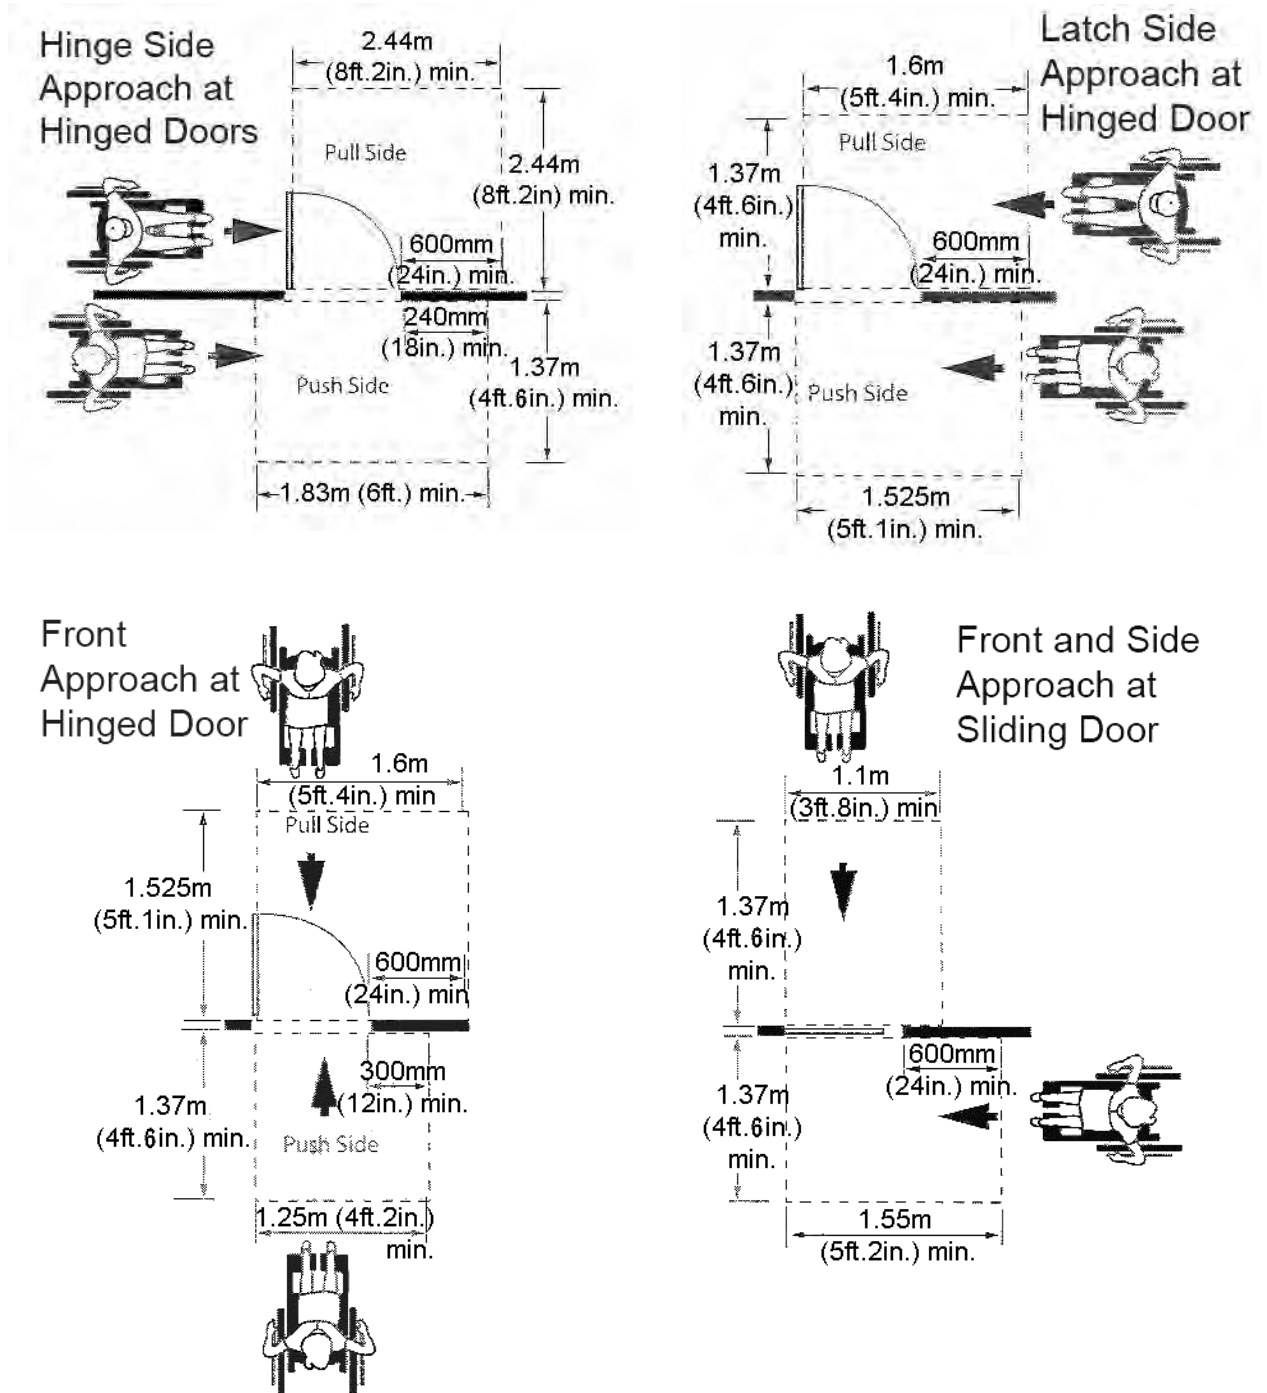 Hinge Side
Approach at
Hinged Doors
2.44m
(8ft.2in.) min.
Pull Side
2.44m
(8ft.2in) min.
600mm
(24in.) min.
240mm
(18in.) min.
1.37m
(4ft.6in.) min.
Push Side
1.83m (6ft.) min.
Latch Side
Approach at
Hinged Door
1.6m
(5ft.4in.) min.
Pull Side
1.37m
(4ft.6in.)
min.
600mm
(24in.) min.
1.37m
(4ft.6in.)
min.
Push Side
1.525m
(5ft.1in.) min.
Front
Approach at
Hinged Door
1.6m
(5ft.4in.) min
Pull Side
1.525m
(5ft.1in.) min.
600mm
(24in.) min
300mm
(12in.) min.
1.37m
(4ft.6in.) min.
Push Side
1.25m (4ft.2in.)
min.
Front and Side
Approach at
Sliding Door
1.1m
(3ft.8in.) min
1.37m
(4ft.6in.)
min.
600mm
(24in.) min.
1.37m
(4ft.6in.)
min.
1.55m
(5ft.2in.) min.